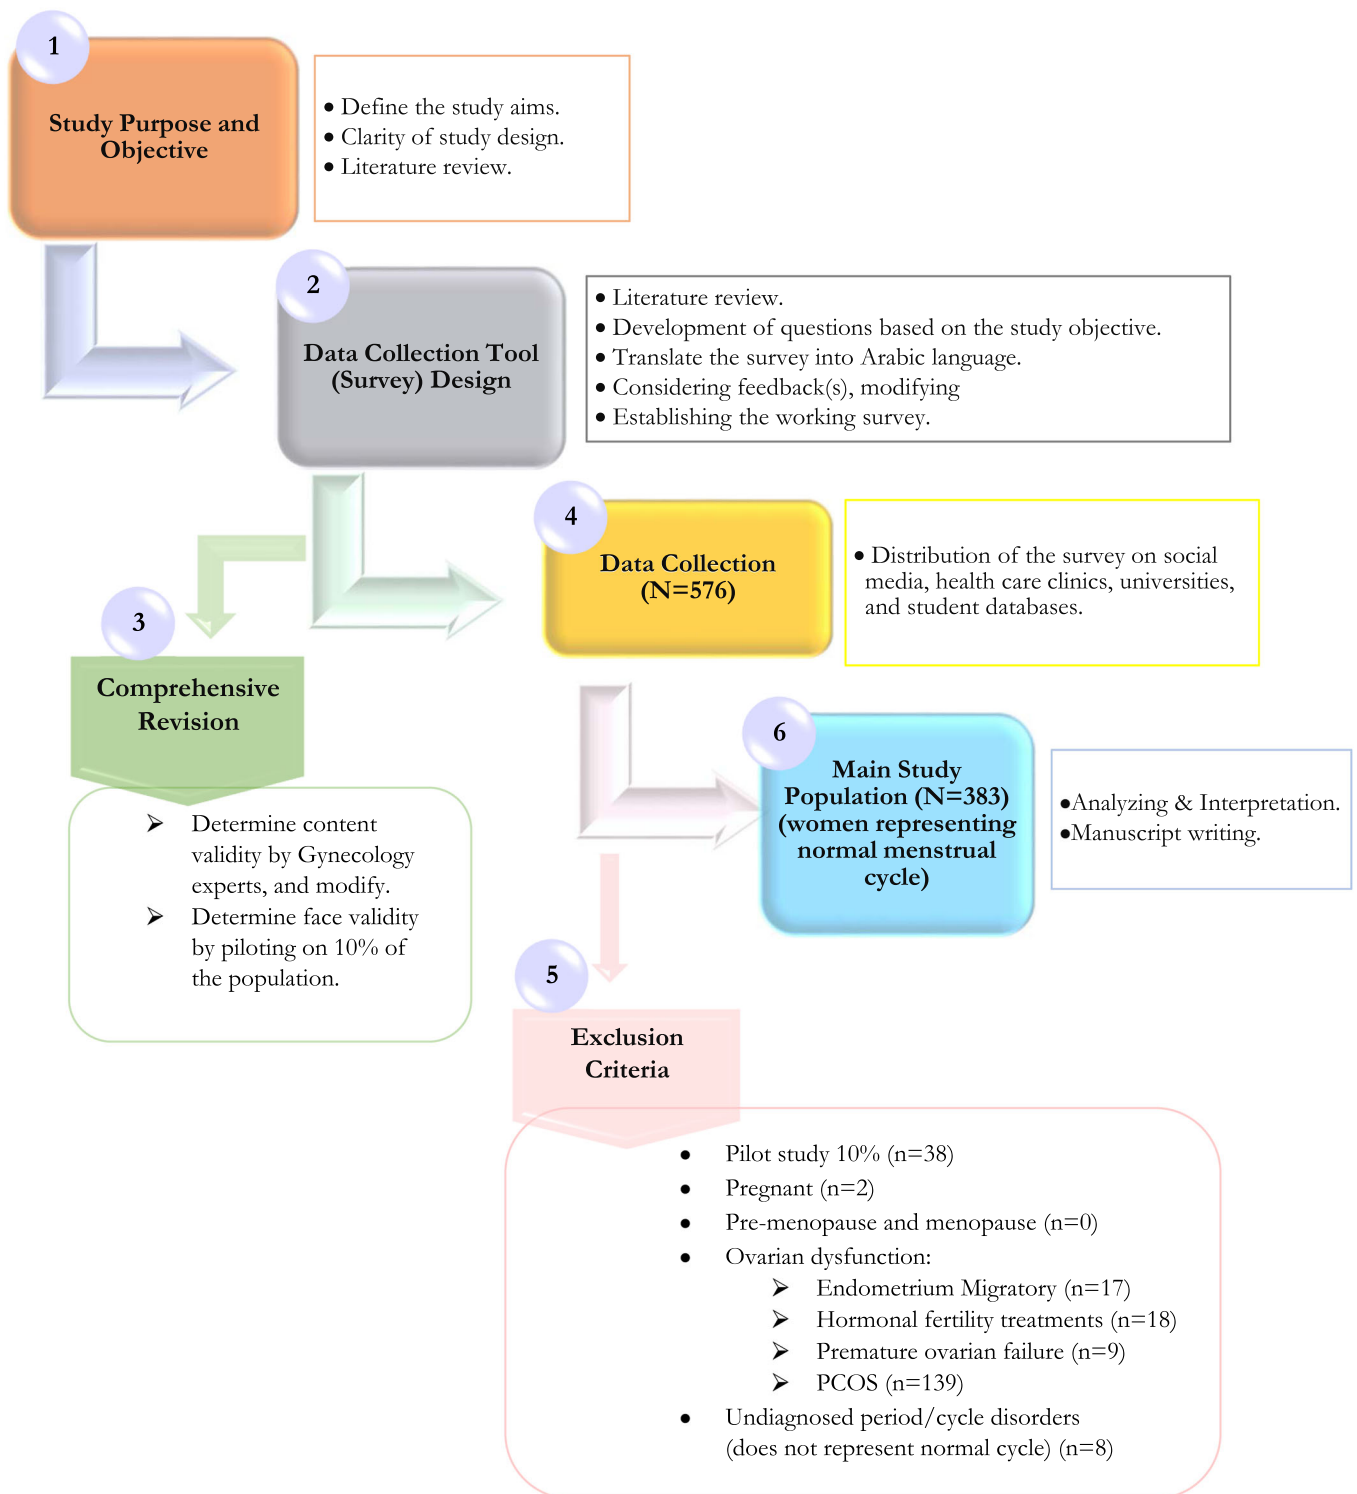 1
Study Purpose and
Objective
• Define the study aims.
• Clarity of study design.
• Literature review.
2
Data Collection Tool
(Survey) Design
• Literature review.
• Development of questions based on the study objective.
• Translate the survey into Arabic language.
• Considering feedback(s), modifying
• Establishing the working survey.
3
Comprehensive
Revision
➢ Determine content
validity by Gynecology
experts, and modify.
➢ Determine face validity
by piloting on 10% of
the population.
4
Data Collection
(N=576)
• Distribution of the survey on social
media, health care clinics, universities,
and student databases.
5
Exclusion
Criteria
• Pilot study 10% (n=38)
• Pregnant (n=2)
• Pre-menopause and menopause (n=0)
• Ovarian dysfunction:
➢ Endometrium Migratory (n=17)
➢ Hormonal fertility treatments (n=18)
➢ Premature ovarian failure (n=9)
➢ PCOS (n=139)
• Undiagnosed period/cycle disorders
(does not represent normal cycle) (n=8)
6
Main Study
Population (N=383)
(women representing
normal menstrual
cycle)
•Analyzing & Interpretation.
•Manuscript writing.